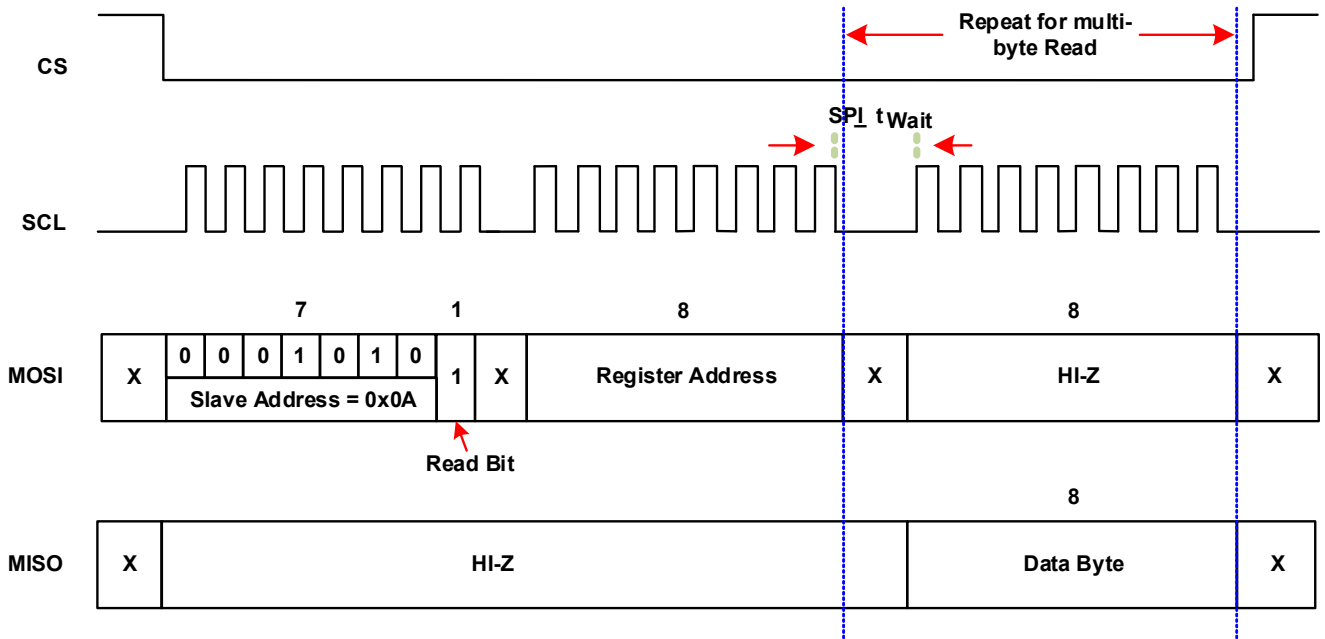 Repeat for multi-
byte Read
CS
SPI_ tWait
SCL
7 1 8 8
MOSI X 0 0 0 1 0 1 0 1 X Register Address X HI-Z X
Slave Address = 0x0A
Read Bit
8
MISO X HI-Z Data Byte X